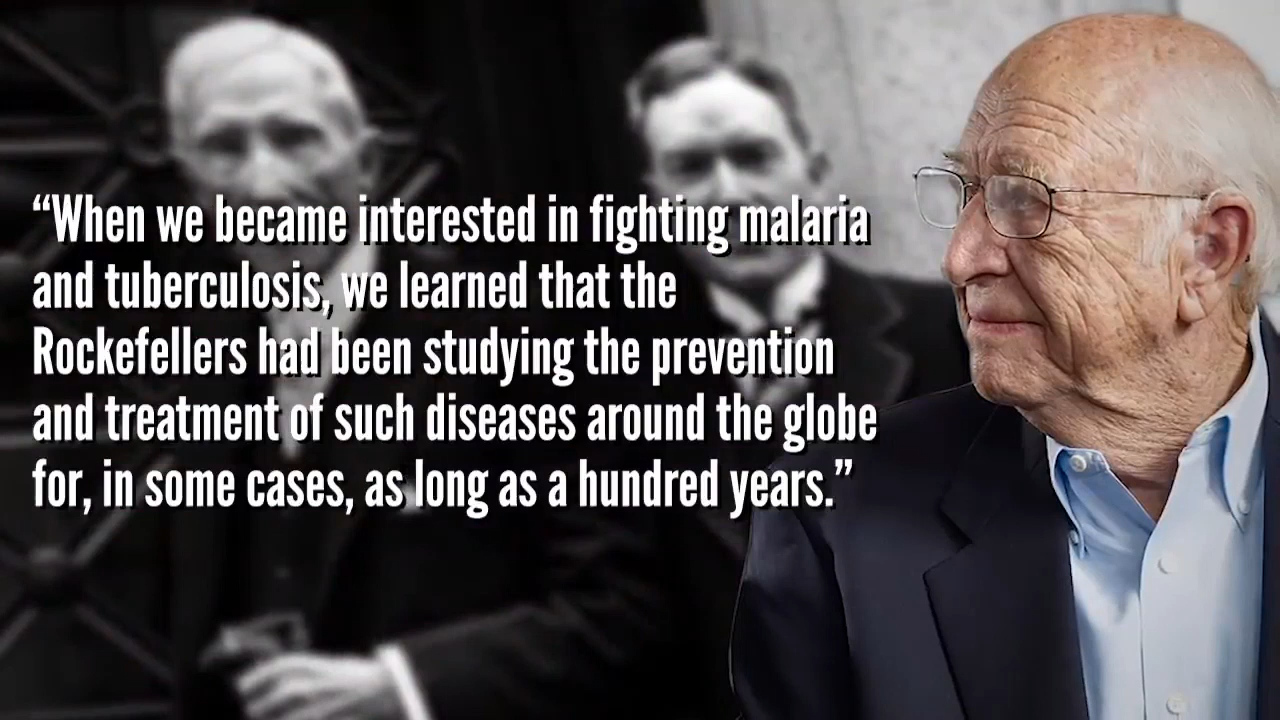 “When we became interested in fighting malaria
and tuberculosis, we learned that the
Rockefellers had been studying the prevention
and treatment of such diseases around the globe
for, in some cases, as long as a hundred years.”